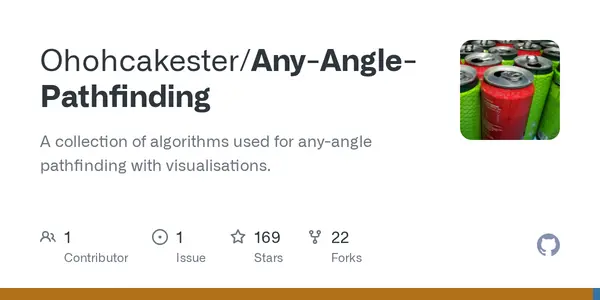 Ohohcakester/Any-Angle-
Pathfinding
A collection of algorithms used for any-angle
pathfinding with visualisations.
1
Contributor
1
Issue
169
Stars
22
Forks